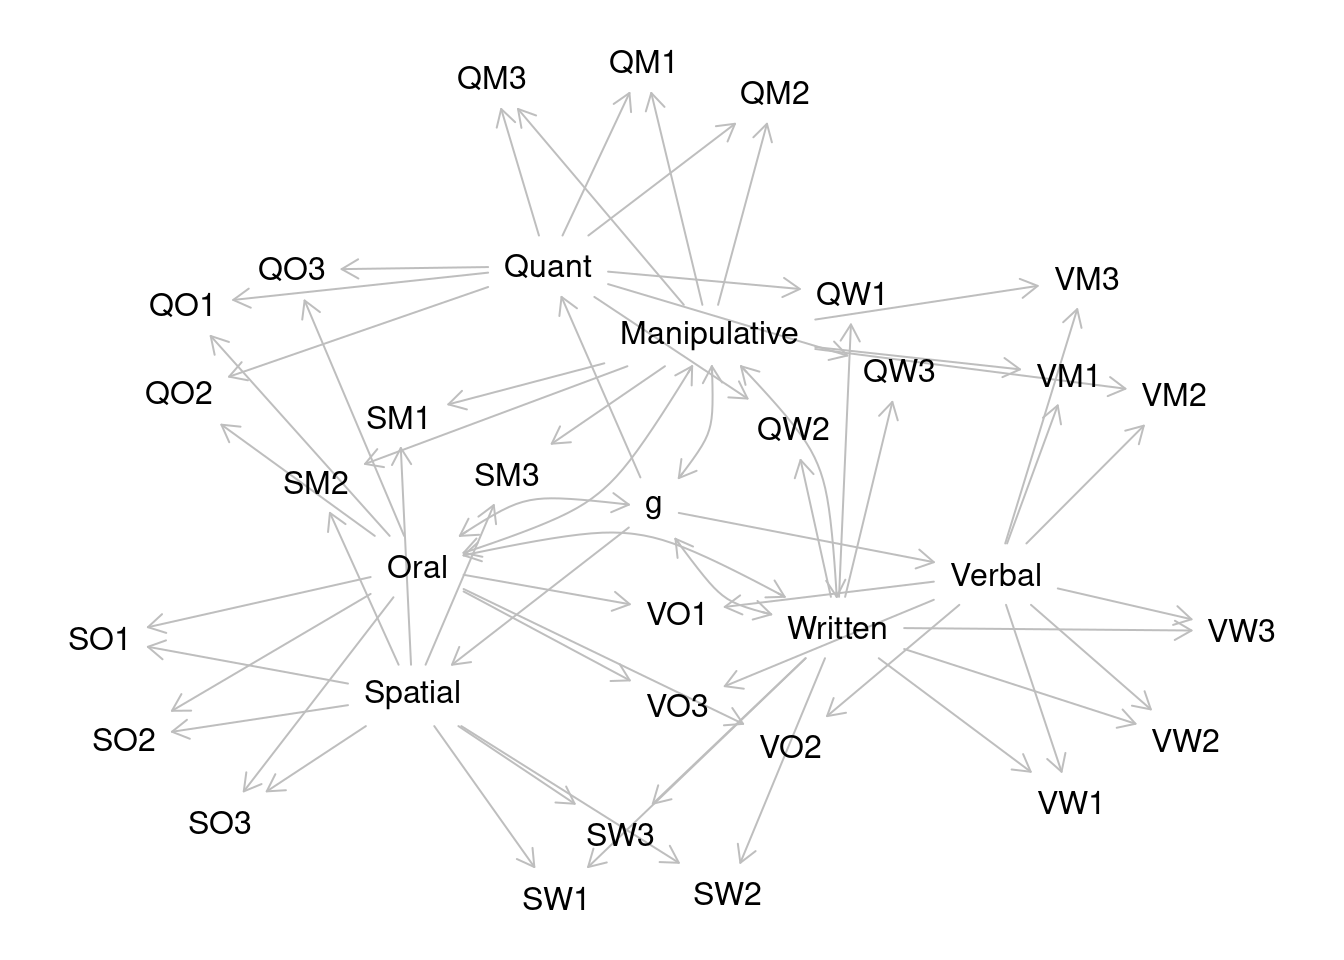 QM1
QM3
QM2
Quant
QO3
VM3
QW1
QO1
Manipulative
QW3
VM1
QO2
VM2
SM1
QW2
SM3
SM2
g
Oral
Verbal
VO1
Written
VW3
SO1
Spatial
VO3
SO2
VW2
VO2
VW1
SO3
SW3
SW2
SW1